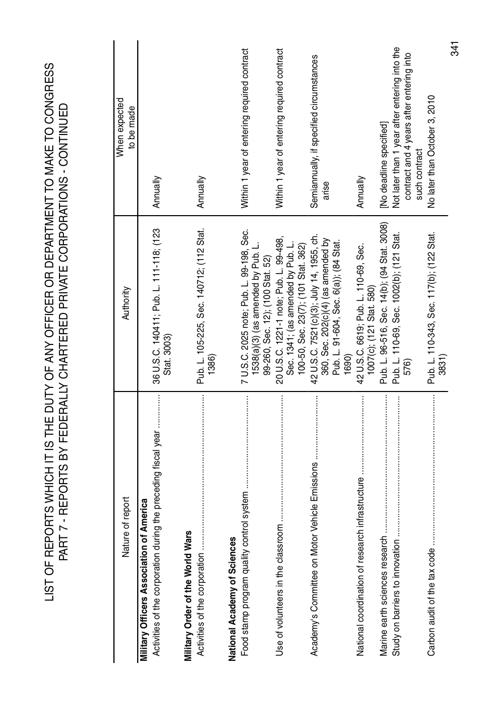 LIST OF REPORTS WHICH IT IS THE DUTY OF ANY OFFICER OR DEPARTMENT TO MAKE TO CONGRESS
PART 7 - REPORTS BY FEDERALLY CHARTERED PRIVATE CORPORATIONS - CONTINUED
Nature of report
Authority
When expected
to be made
Military Officers Association of America
Activities of the corporation during the preceding fiscal year
36 U.S.C. 140411; Pub. L. 111-118; (123
Stat. 3003)
Annually
Military Order of the World Wars
Activities of the corporation
Pub. L. 105-225, Sec. 140712; (112 Stat.
1386)
Annually
National Academy of Sciences
Food stamp program quality control system
7 U.S.C. 2025 note; Pub. L. 99-198, Sec.
1538(a)(3) (as amended by Pub. L.
99-260, Sec. 12); (100 Stat. 52)
Within 1 year of entering required contract
Use of volunteers in the classroom
20 U.S.C. 1221-1 note; Pub. L. 99-498,
Sec. 1341; (as amended by Pub. L.
100-50, Sec. 23(7); (101 Stat. 362)
Within 1 year of entering required contract
Academy's Committee on Motor Vehicle Emissions
42 U.S.C. 7521(c)(3); July 14, 1955, ch.
360, Sec. 202(c)(4) (as amended by
Pub. L. 91-604, Sec. 6(a)); (84 Stat.
1690)
Semiannually, if specified circumstances
arise
National coordination of research infrastructure
42 U.S.C. 6619; Pub. L. 110-69, Sec.
1007(c); (121 Stat. 580)
Annually
Marine earth sciences research
Pub. L. 96-516, Sec. 14(b); (94 Stat. 3008)
[No deadline specified]
Study on barriers to innovation
Pub. L. 110-69, Sec. 1002(b); (121 Stat.
576)
Not later than 1 year after entering into the
contract and 4 years after entering into
such contract
Carbon audit of the tax code
Pub. L. 110-343, Sec. 117(b); (122 Stat.
3831)
No later than October 3, 2010
341